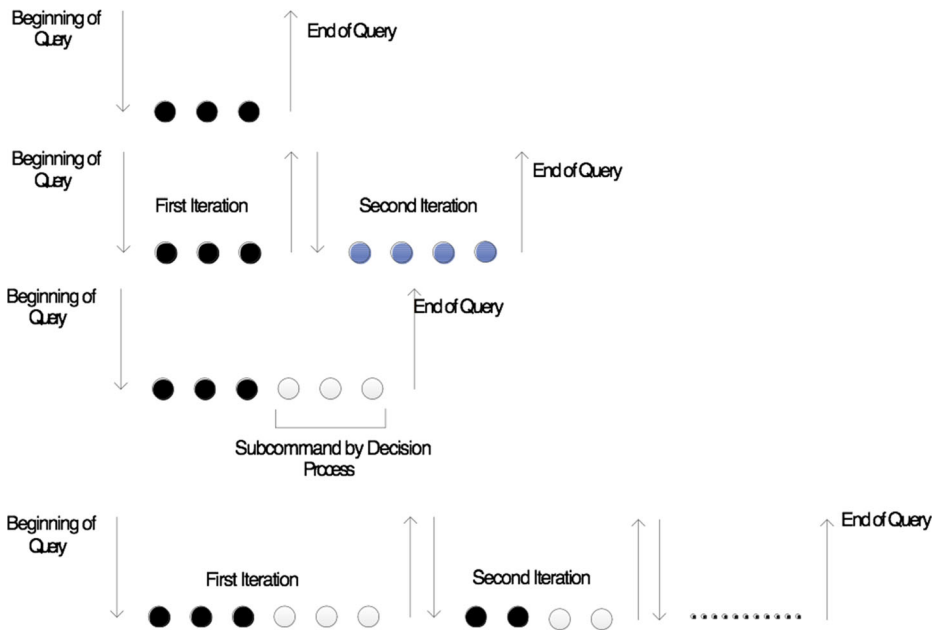 Beginning of
Query
End of Query
Beginning of
Query
End of Query
First Iteration
Second Iteration
Beginning of
Query
End of Query
Subcommand by Decision
Process
Beginning of
Query
End of Query
First Iteration
Second Iteration